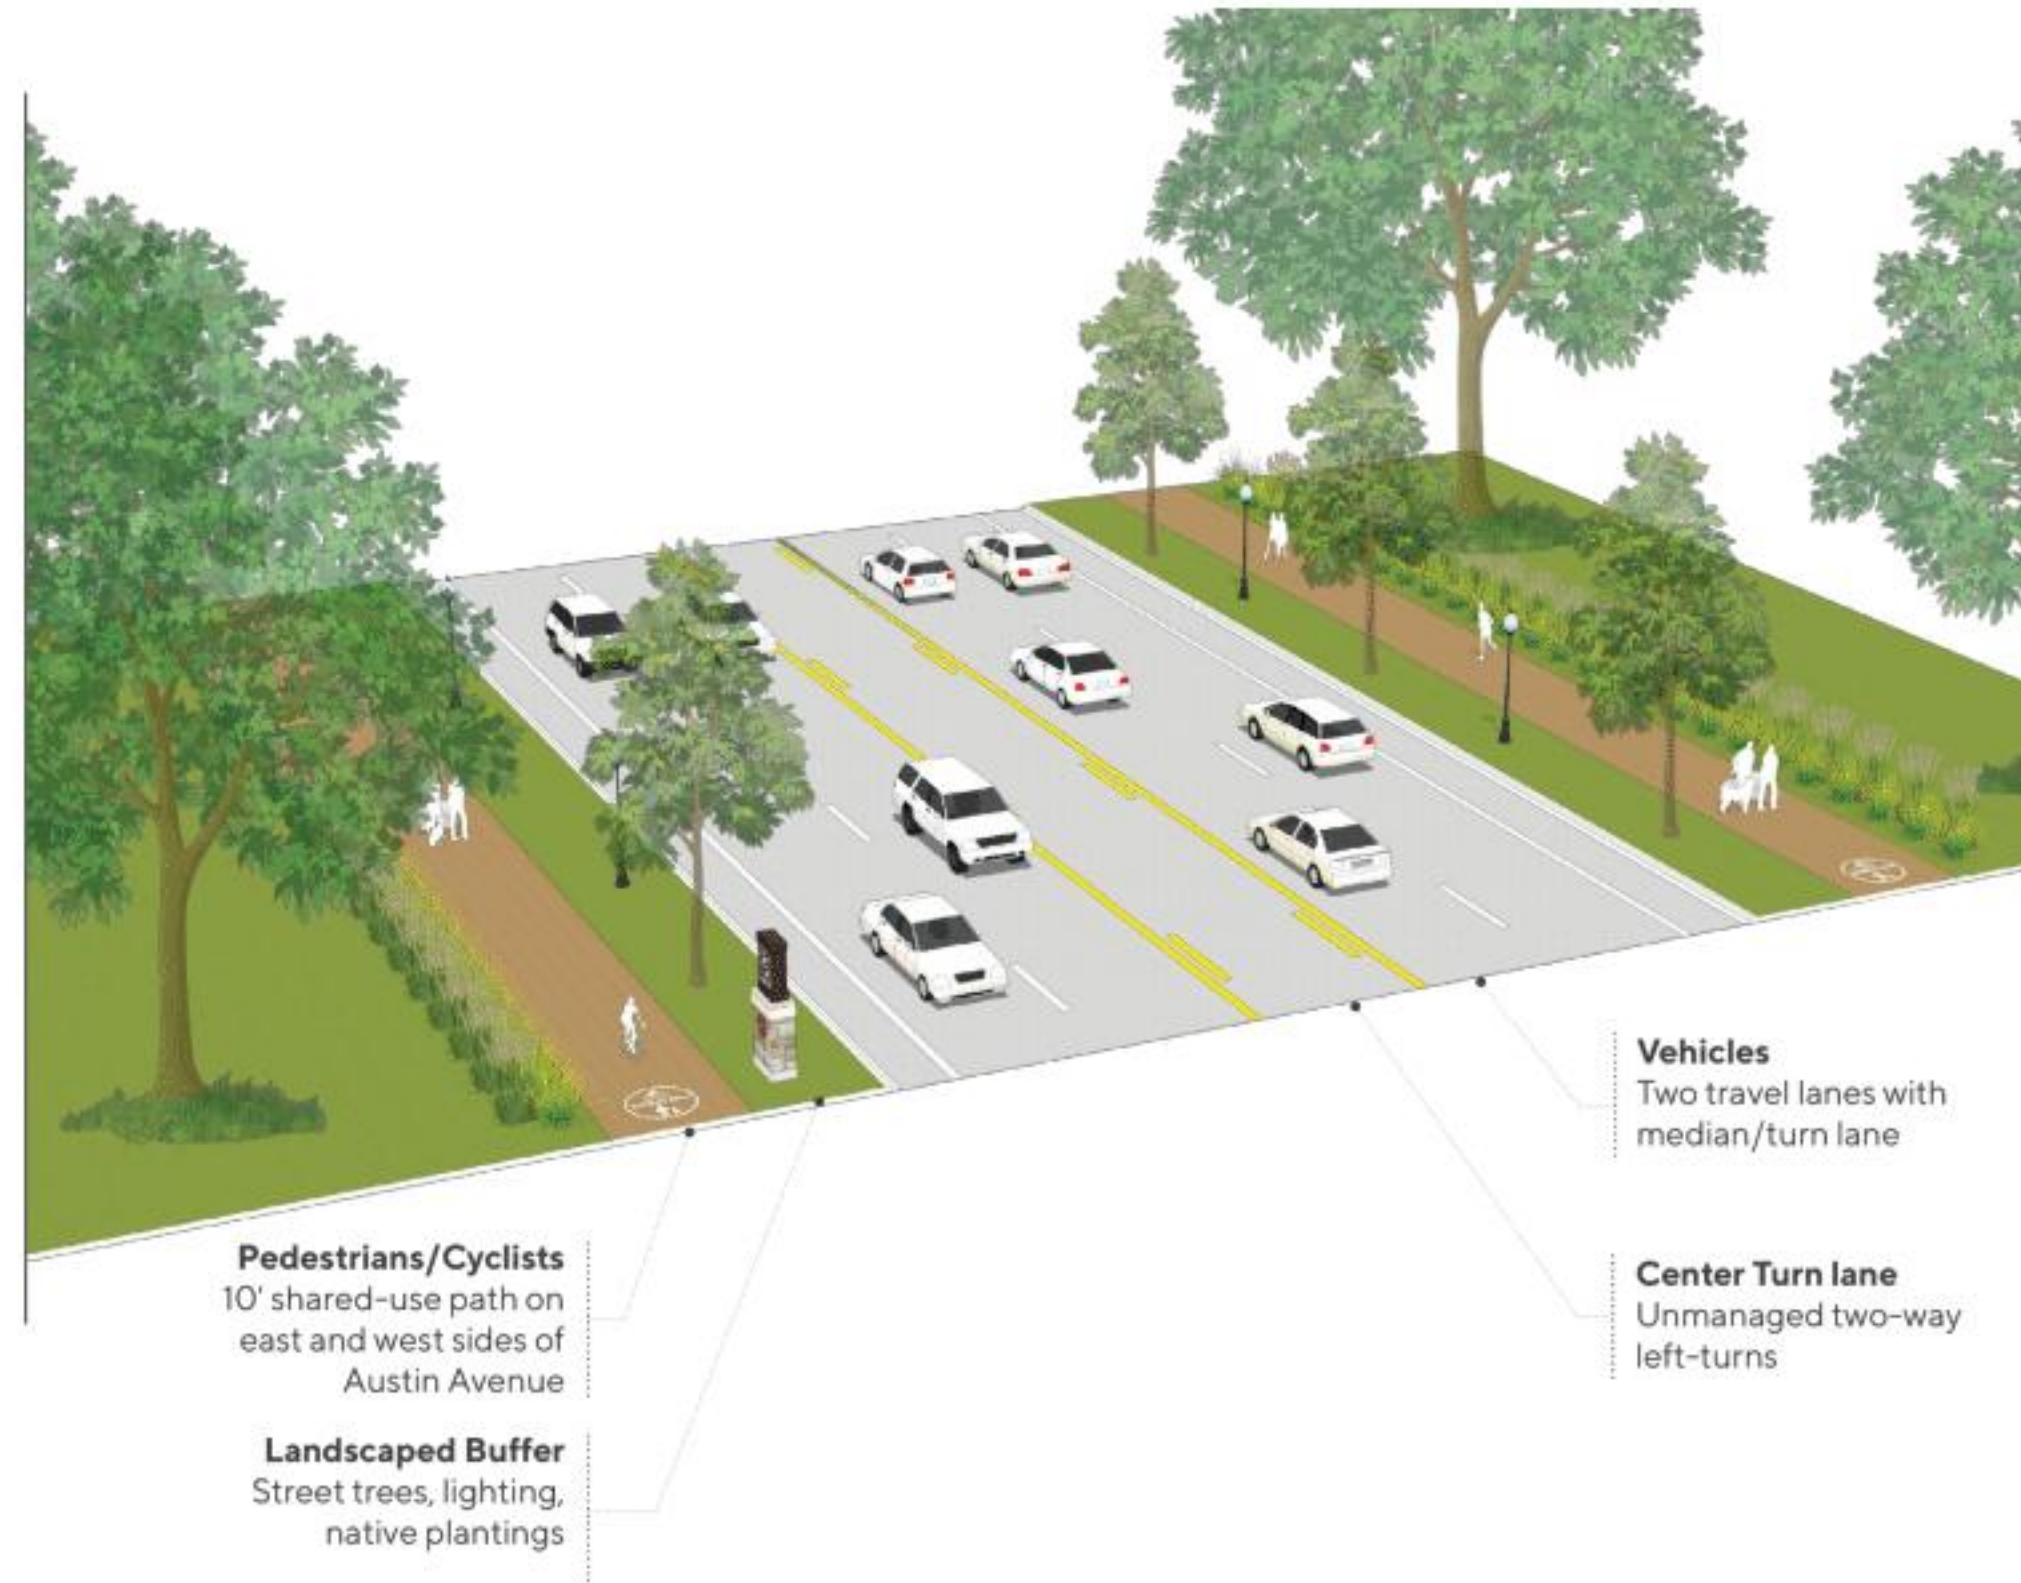 Vehicles
Two travel lanes with
median/turn lane
Pedestrians/Cyclists
10' shared-use path on
east and west sides of
Austin Avenue
Center Turn lane
Unmanaged two-way
left-turns
Landscaped Buffer
Street trees, lighting,
native plantings